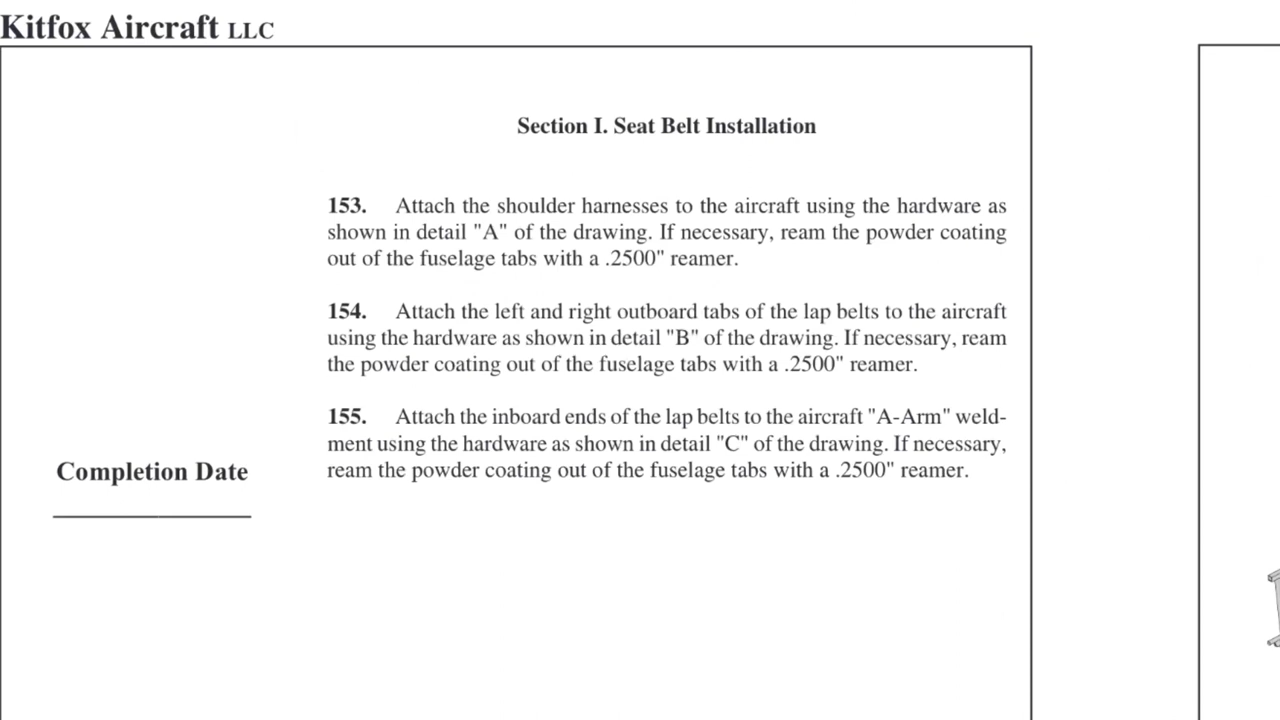 Kitfox Aircraft LLC
Section I. Seat Belt Installation
153. Attach the shoulder harnesses to the aircraft using the hardware as
shown in detail "A" of the drawing. If necessary, ream the powder coating
out of the fuselage tabs with a .2500" reamer.
154. Attach the left and right outboard tabs of the lap belts to the aircraft
using the hardware as shown in detail "B" of the drawing. If necessary, ream
the powder coating out of the fuselage tabs with a .2500" reamer.
155. Attach the inboard ends of the lap belts to the aircraft "A-Arm" weld-
ment using the hardware as shown in detail "C" of the drawing. If necessary,
ream the powder coating out of the fuselage tabs with a .2500" reamer.
Completion Date